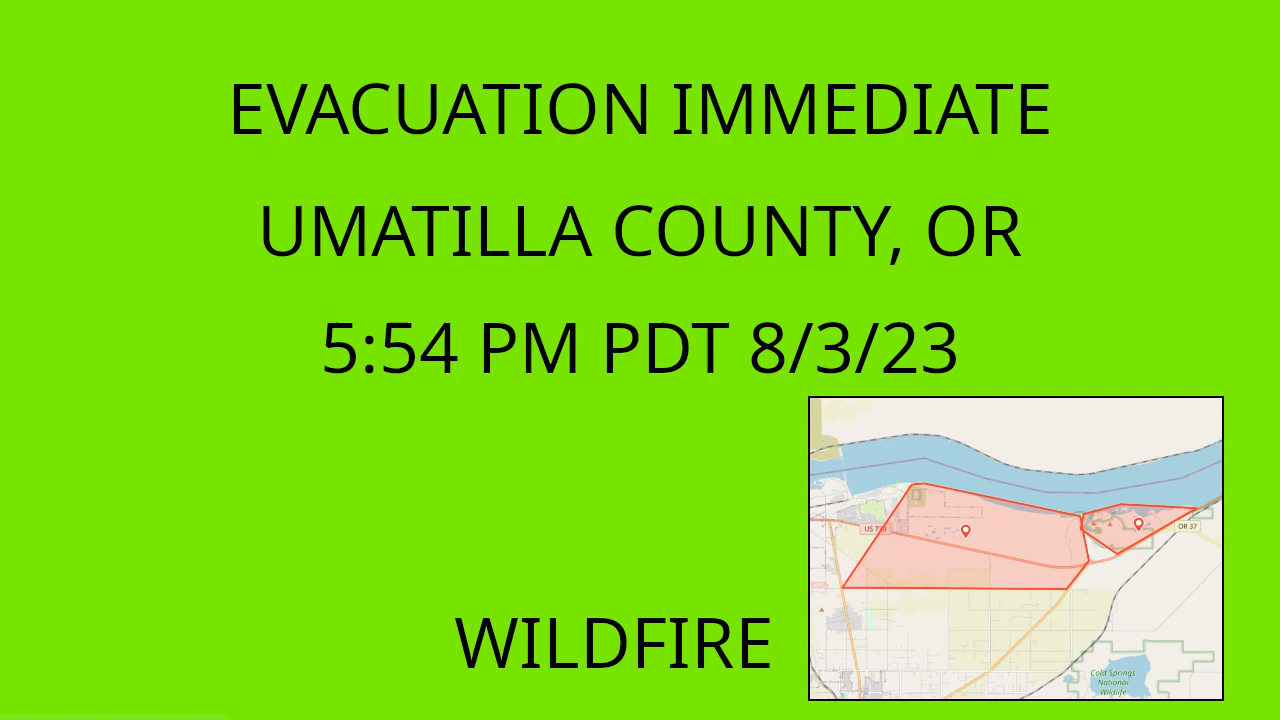 EVACUATION IMMEDIATE
UMATILLA COUNTY, OR
5:54 PM PDT 8/3/23
WILDFIRE
US 730
OR 37
Cold Springs
National
Wildlife